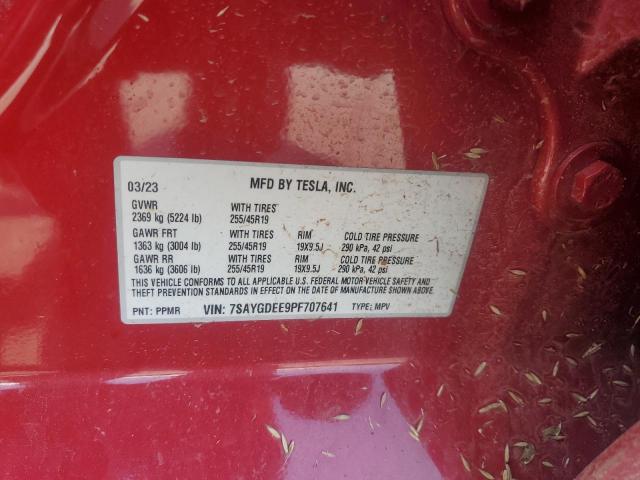 03/23 MFD BY TESLA, INC.
GVWR WITH TIRES
2369 kg (5224 lb) 255/45R19
GAWR FRT WITH TIRES RIM COLD TIRE PRESSURE
1363 kg (3004 lb) 255/45R19 19X9.5J 290 kPa, 42 psi
GAWR RR WITH TIRES RIM COLD TIRE PRESSURE
1636 kg (3606 lb) 255/45R19 19X9.5J 290 kPa, 42 psi
THIS VEHICLE CONFORMS TO ALL APPLICABLE U.S. FEDERAL MOTOR VEHICLE SAFETY AND
THEFT PREVENTION STANDARDS IN EFFECT ON THE DATE OF MANUFACTURE SHOWN ABOVE.
PNT: PPMR VIN: 7SAYGDEE9PF707641 TYPE: MPV